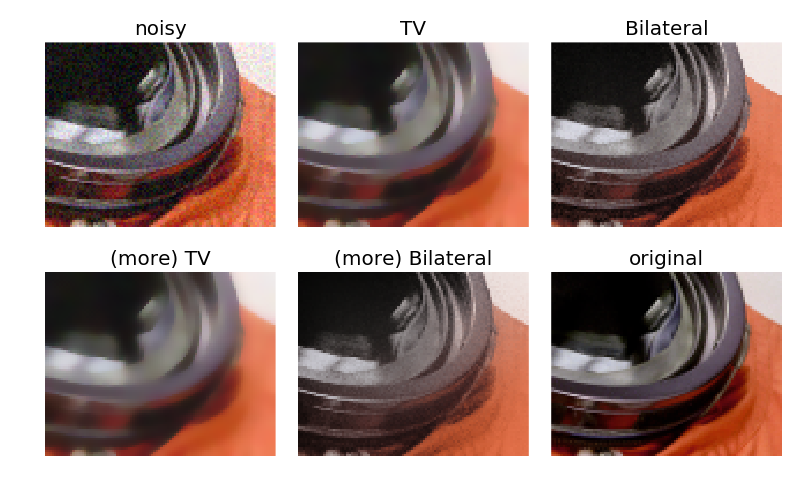 noisy
TV
Bilateral
(more) TV
(more) Bilateral
original